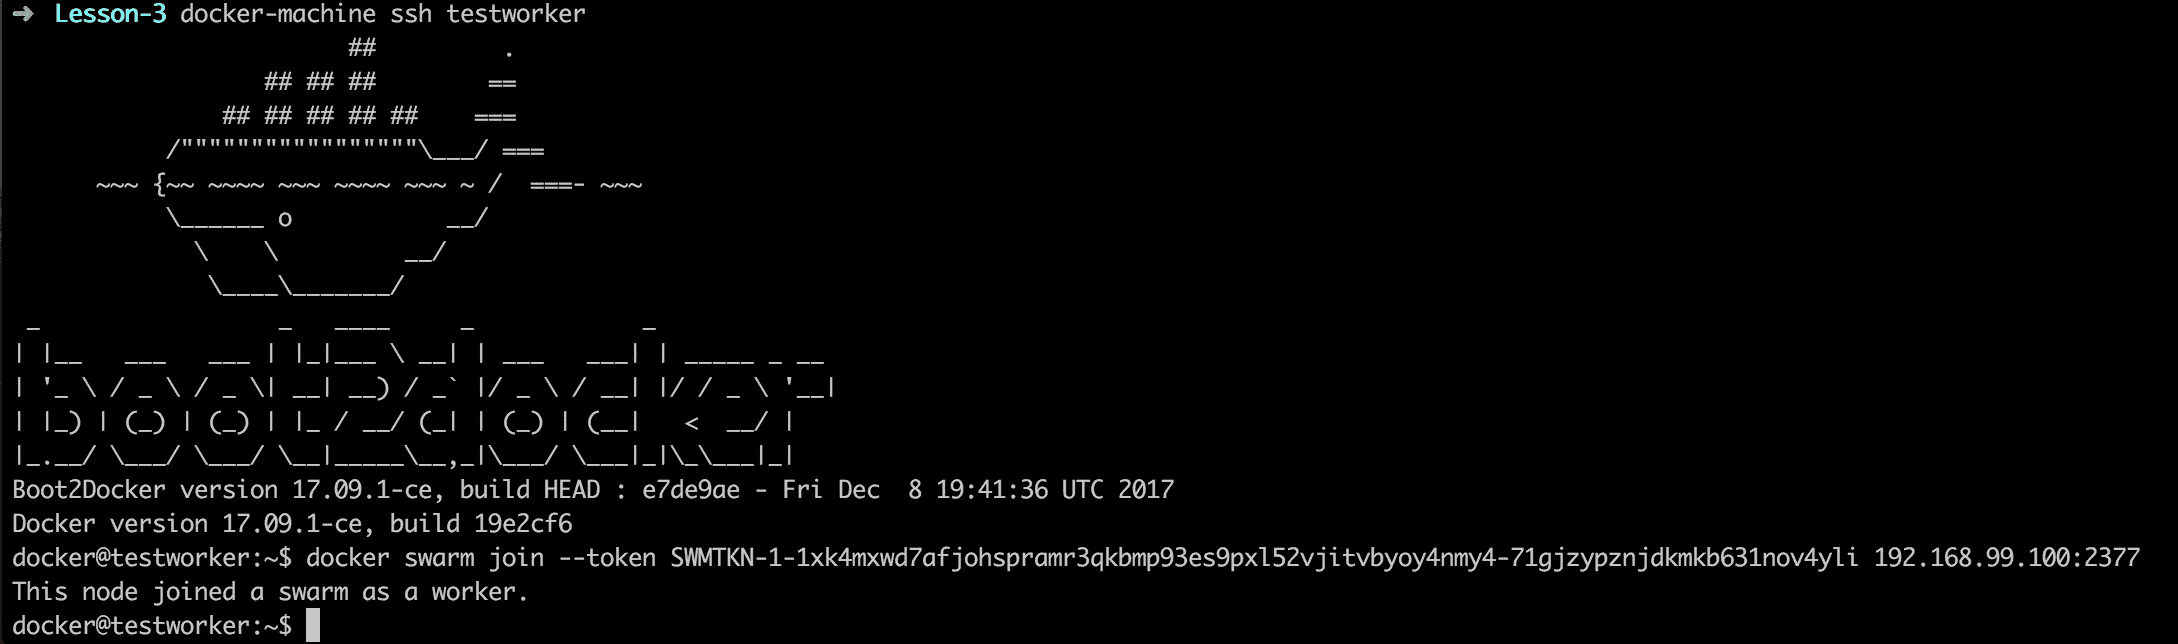 ➜  Lesson-3 docker-machine ssh testworker
                        ##         .
                  ## ## ##        ==
               ## ## ## ## ##    ===
           /"""""""""""""""""\___/ ===
      ~~~ {~~ ~~~~ ~~~ ~~~~ ~~~ ~ /  ===- ~~~
           \______ o           __/
             \    \         __/
              \____\_______/
 _                 _   ____     _            _
| |__   ___   ___ | |_|___ \ __| | ___   ___| | _____ _ __
| '_ \ / _ \ / _ \| __| __) / _` |/ _ \ / __| |/ / _ \ '__|
| |_) | (_) | (_) | |_ / __/ (_| | (_) | (__|   <  __/ |
|_.__/ \___/ \___/ \__|_____\__,_|\___/ \___|_|\_\___|_|
Boot2Docker version 17.09.1-ce, build HEAD : e7de9ae - Fri Dec  8 19:41:36 UTC 2017
Docker version 17.09.1-ce, build 19e2cf6
docker@testworker:~$ docker swarm join --token SWMTKN-1-1xk4mxwd7afjohspramr3qkbmp93es9pxl52vjitvbyoy4nmy4-71gjzypznjdkmkb631nov4yli 192.168.99.100:2377
This node joined a swarm as a worker.
docker@testworker:~$